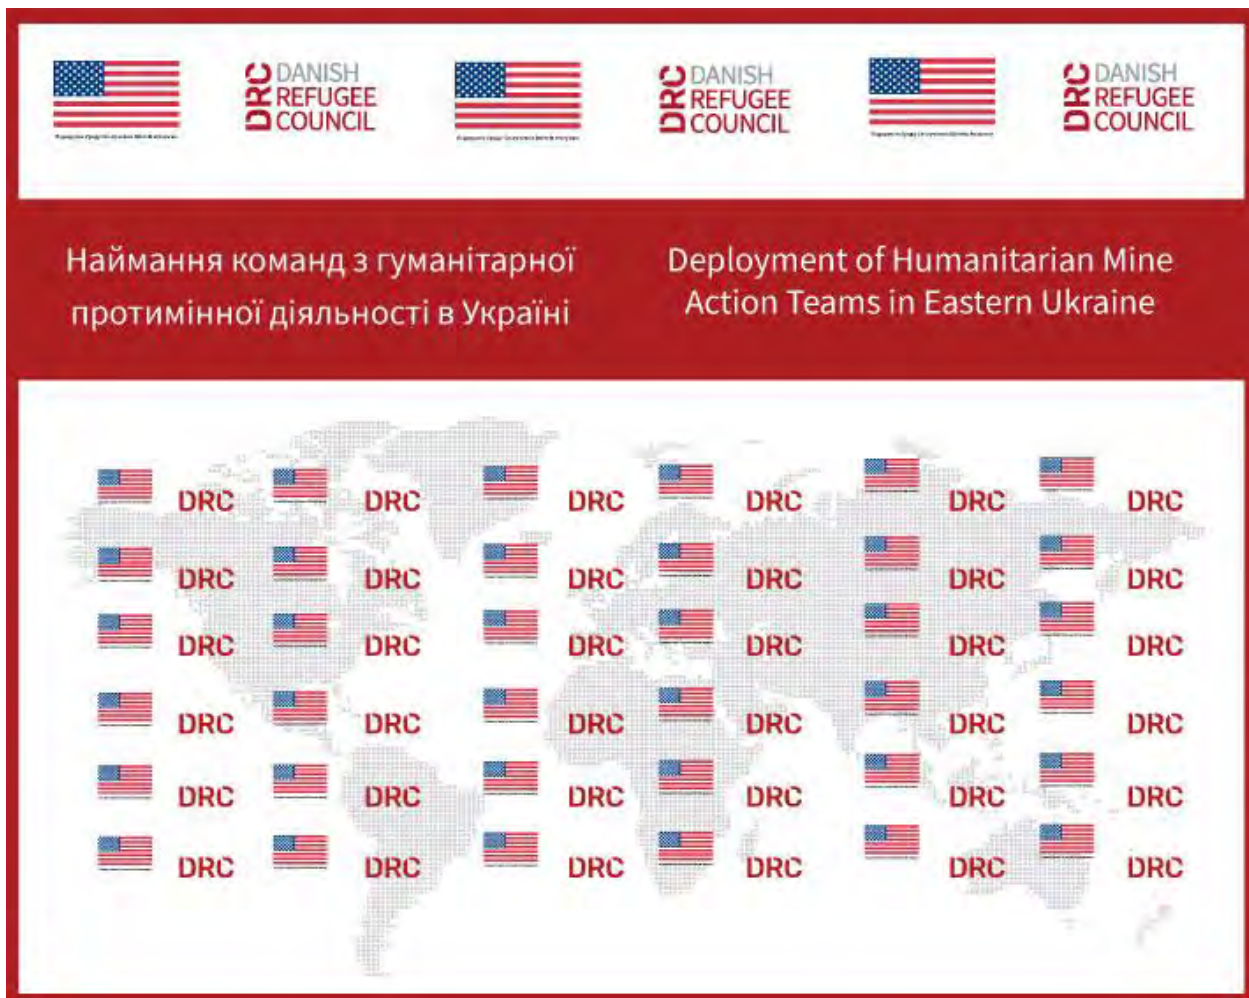 DRC DANISH REFUGEE COUNCIL DRC DANISH REFUGEE COUNCIL DRC DANISH REFUGEE COUNCIL
Наймання команд з гуманітарної
протимінної діяльності в Україні
Deployment of Humanitarian Mine
Action Teams in Eastern Ukraine
DRC DRC DRC DRC DRC DRC
DRC DRC DRC DRC DRC DRC
DRC DRC DRC DRC DRC DRC
DRC DRC DRC DRC DRC DRC
DRC DRC DRC DRC DRC DRC
DRC DRC DRC DRC DRC DRC